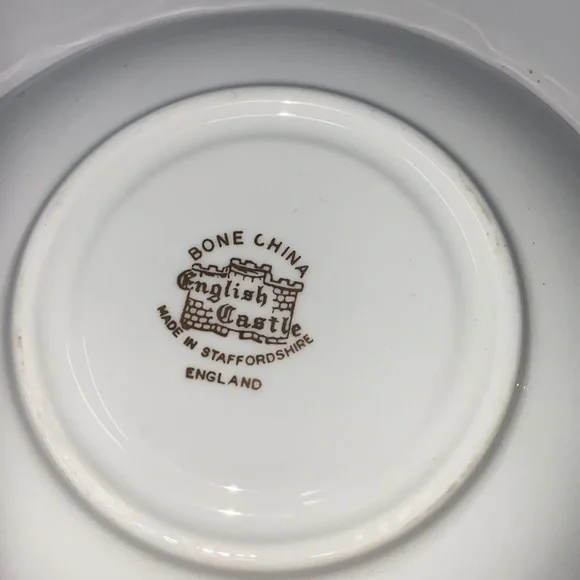 BONE CHINA
English
Castle
MADE IN STAFFORDSHIRE
ENGLAND